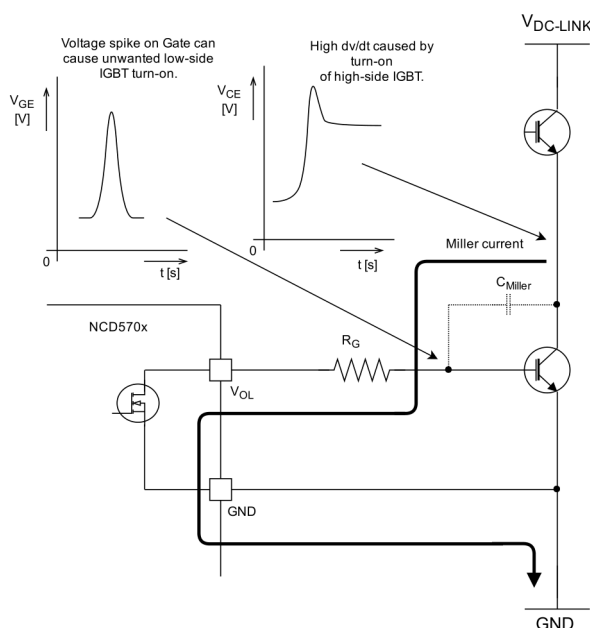 V_DC-LINK
Voltage spike on Gate can
cause unwanted low-side
IGBT turn-on.
High dv/dt caused by
turn-on
of high-side IGBT.
V_GE
[V]
V_CE
[V]
0
t [s]
0
t [s]
Miller current
C_Miller
NCD570x
R_G
V_OL
GND
GND